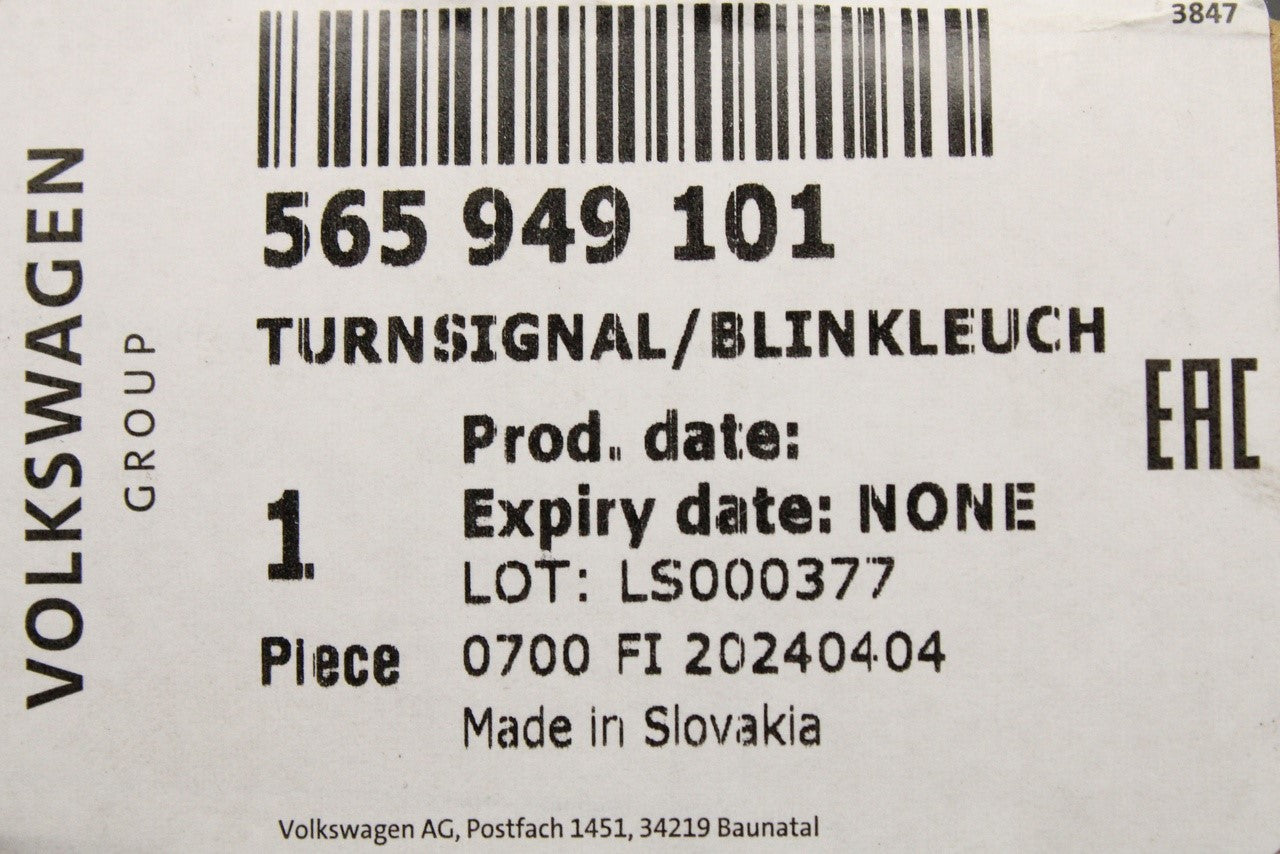 3847
565 949 101
TURNSIGNAL/BLINKLEUCH
Prod. date:
Expiry date: NONE
LOT: LS000377
1
Piece
0700 FI 20240404
Made in Slovakia
Volkswagen AG, Postfach 1451, 34219 Baunatal
VOLKSWAGEN
GROUP
EAC